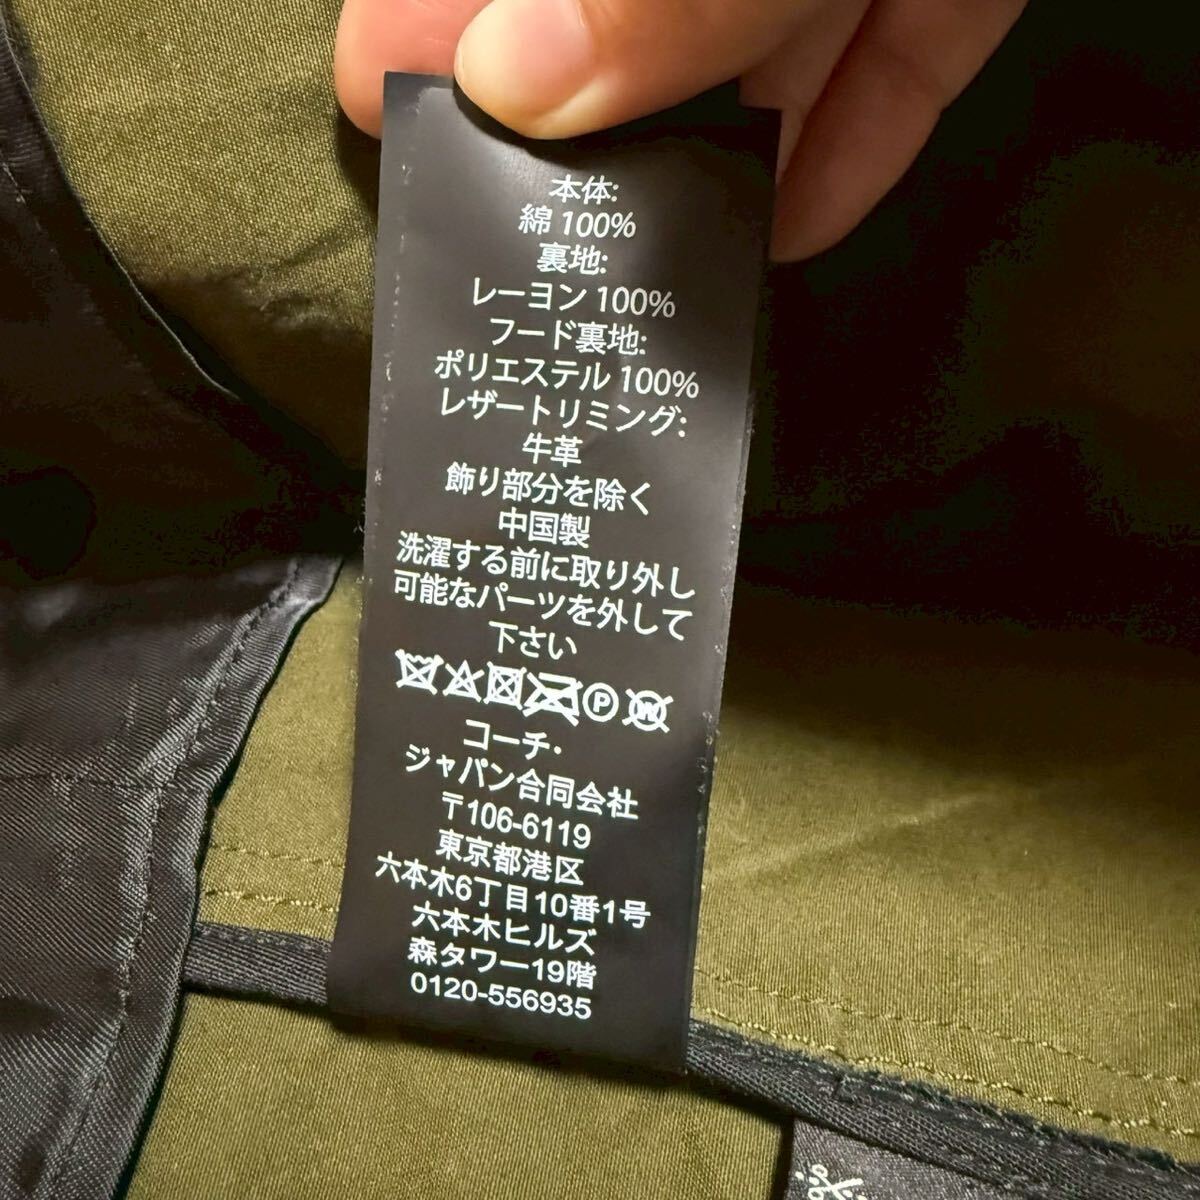 本体:
綿 100%
裏地:
レーヨン 100%
フード裏地:
ポリエステル 100%
レザートリミング:
牛革
飾り部分を除く
中国製
洗濯する前に取り外し
可能なパーツを外して
下さい
P W
コーチ・
ジャパン合同会社
〒106-6119
東京都港区
六本木6丁目10番1号
六本木ヒルズ
森タワー19階
0120-556935